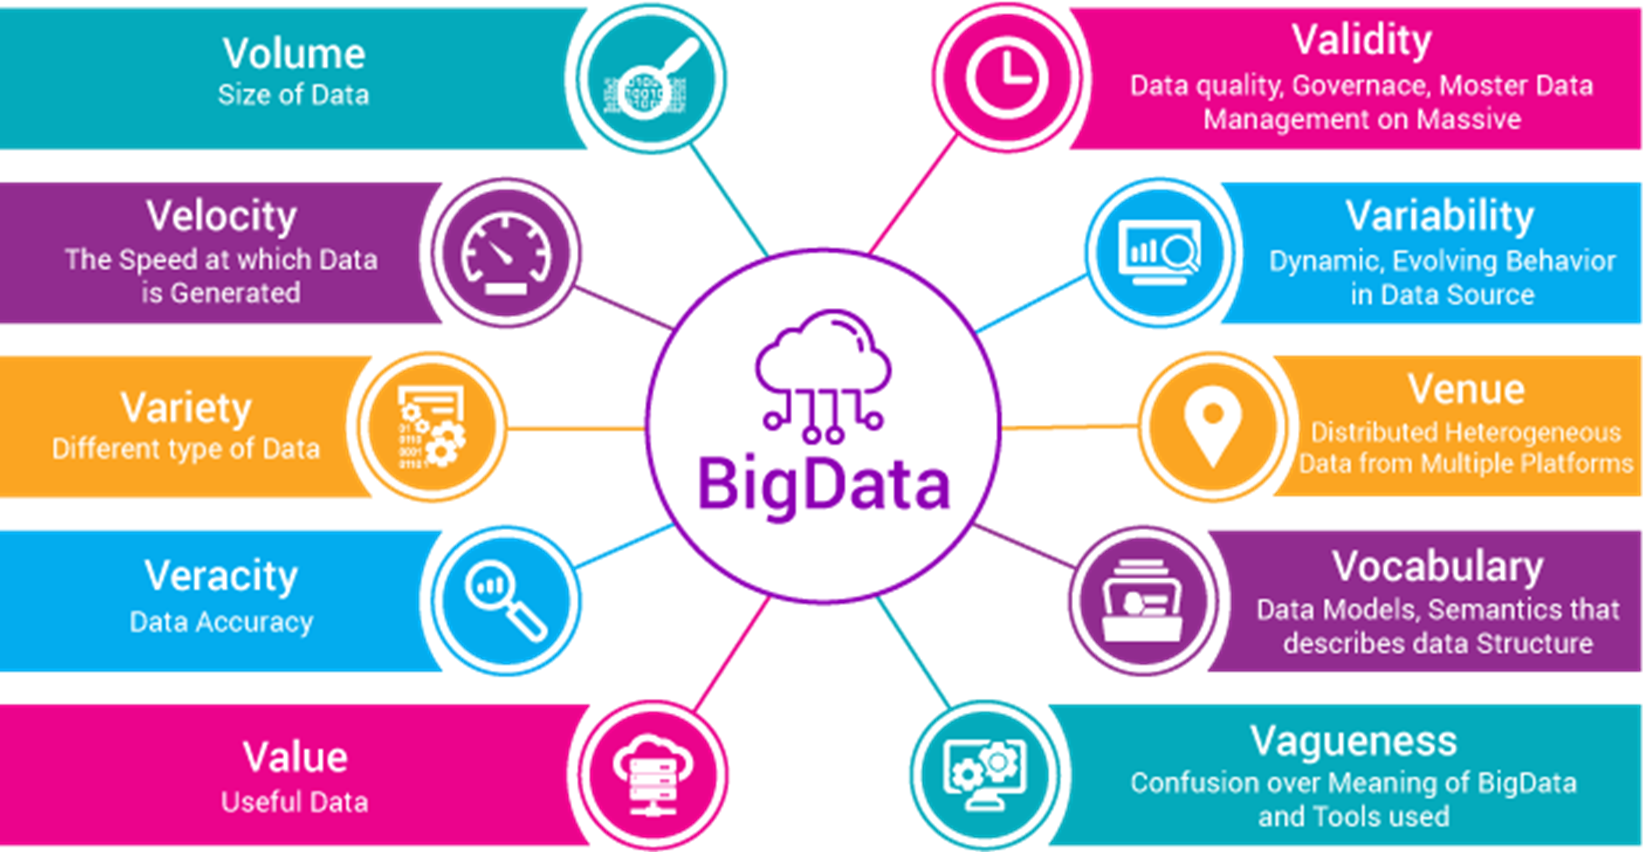 Volume
Size of Data
Velocity
The Speed at which Data
is Generated
Variety
Different type of Data
Veracity
Data Accuracy
Value
Useful Data
BigData
Validity
Data quality, Governace, Moster Data
Management on Massive
Variability
Dynamic, Evolving Behavior
in Data Source
Venue
Distributed Heterogeneous
Data from Multiple Platforms
Vocabulary
Data Models, Semantics that
describes data Structure
Vagueness
Confusion over Meaning of BigData
and Tools used